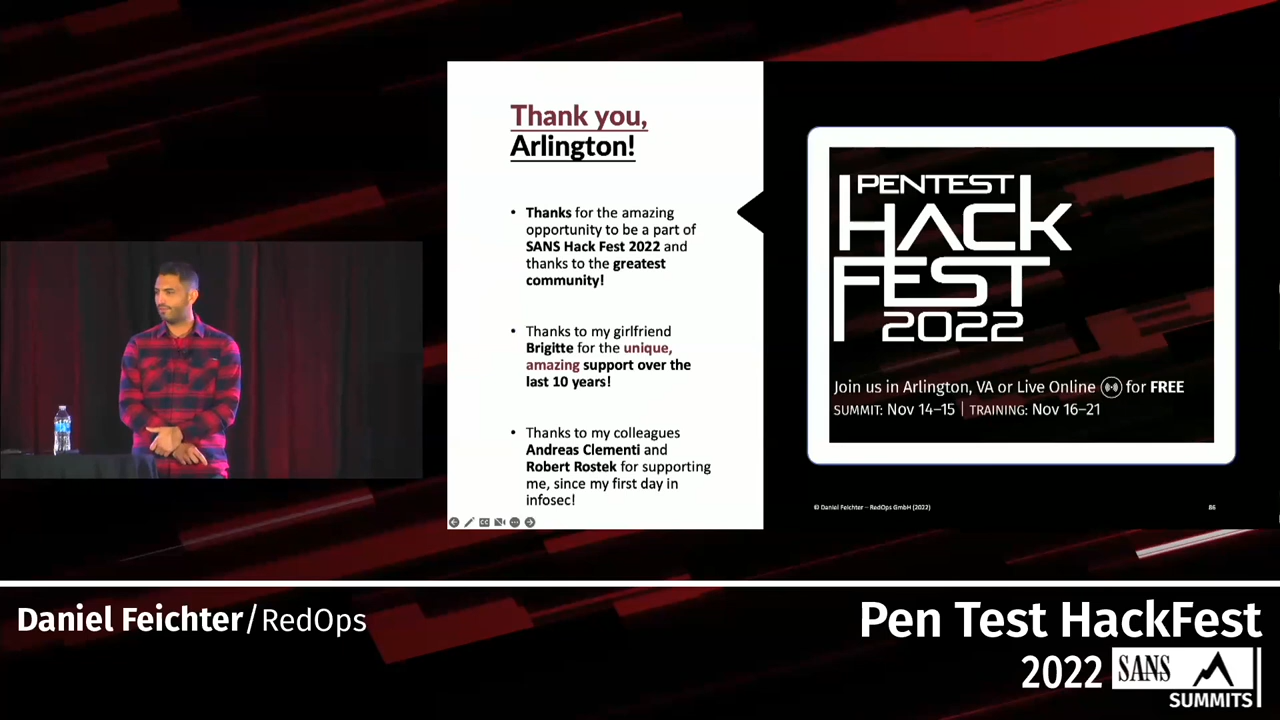 Thank you,
Arlington!
• Thanks for the amazing
opportunity to be a part of
SANS Hack Fest 2022 and
thanks to the greatest
community!
• Thanks to my girlfriend
Brigitte for the unique,
amazing support over the
last 10 years!
• Thanks to my colleagues
Andreas Clementi and
Robert Rostek for supporting
me, since my first day in
infosec!
PENTEST
HACK
FEST
2022
Join us in Arlington, VA or Live Online for FREE
SUMMIT: Nov 14–15 | TRAINING: Nov 16–21
© Daniel Feichter – RedOps GmbH (2022)
86
Daniel Feichter/RedOps
Pen Test HackFest
2022 SANS
SUMMITS